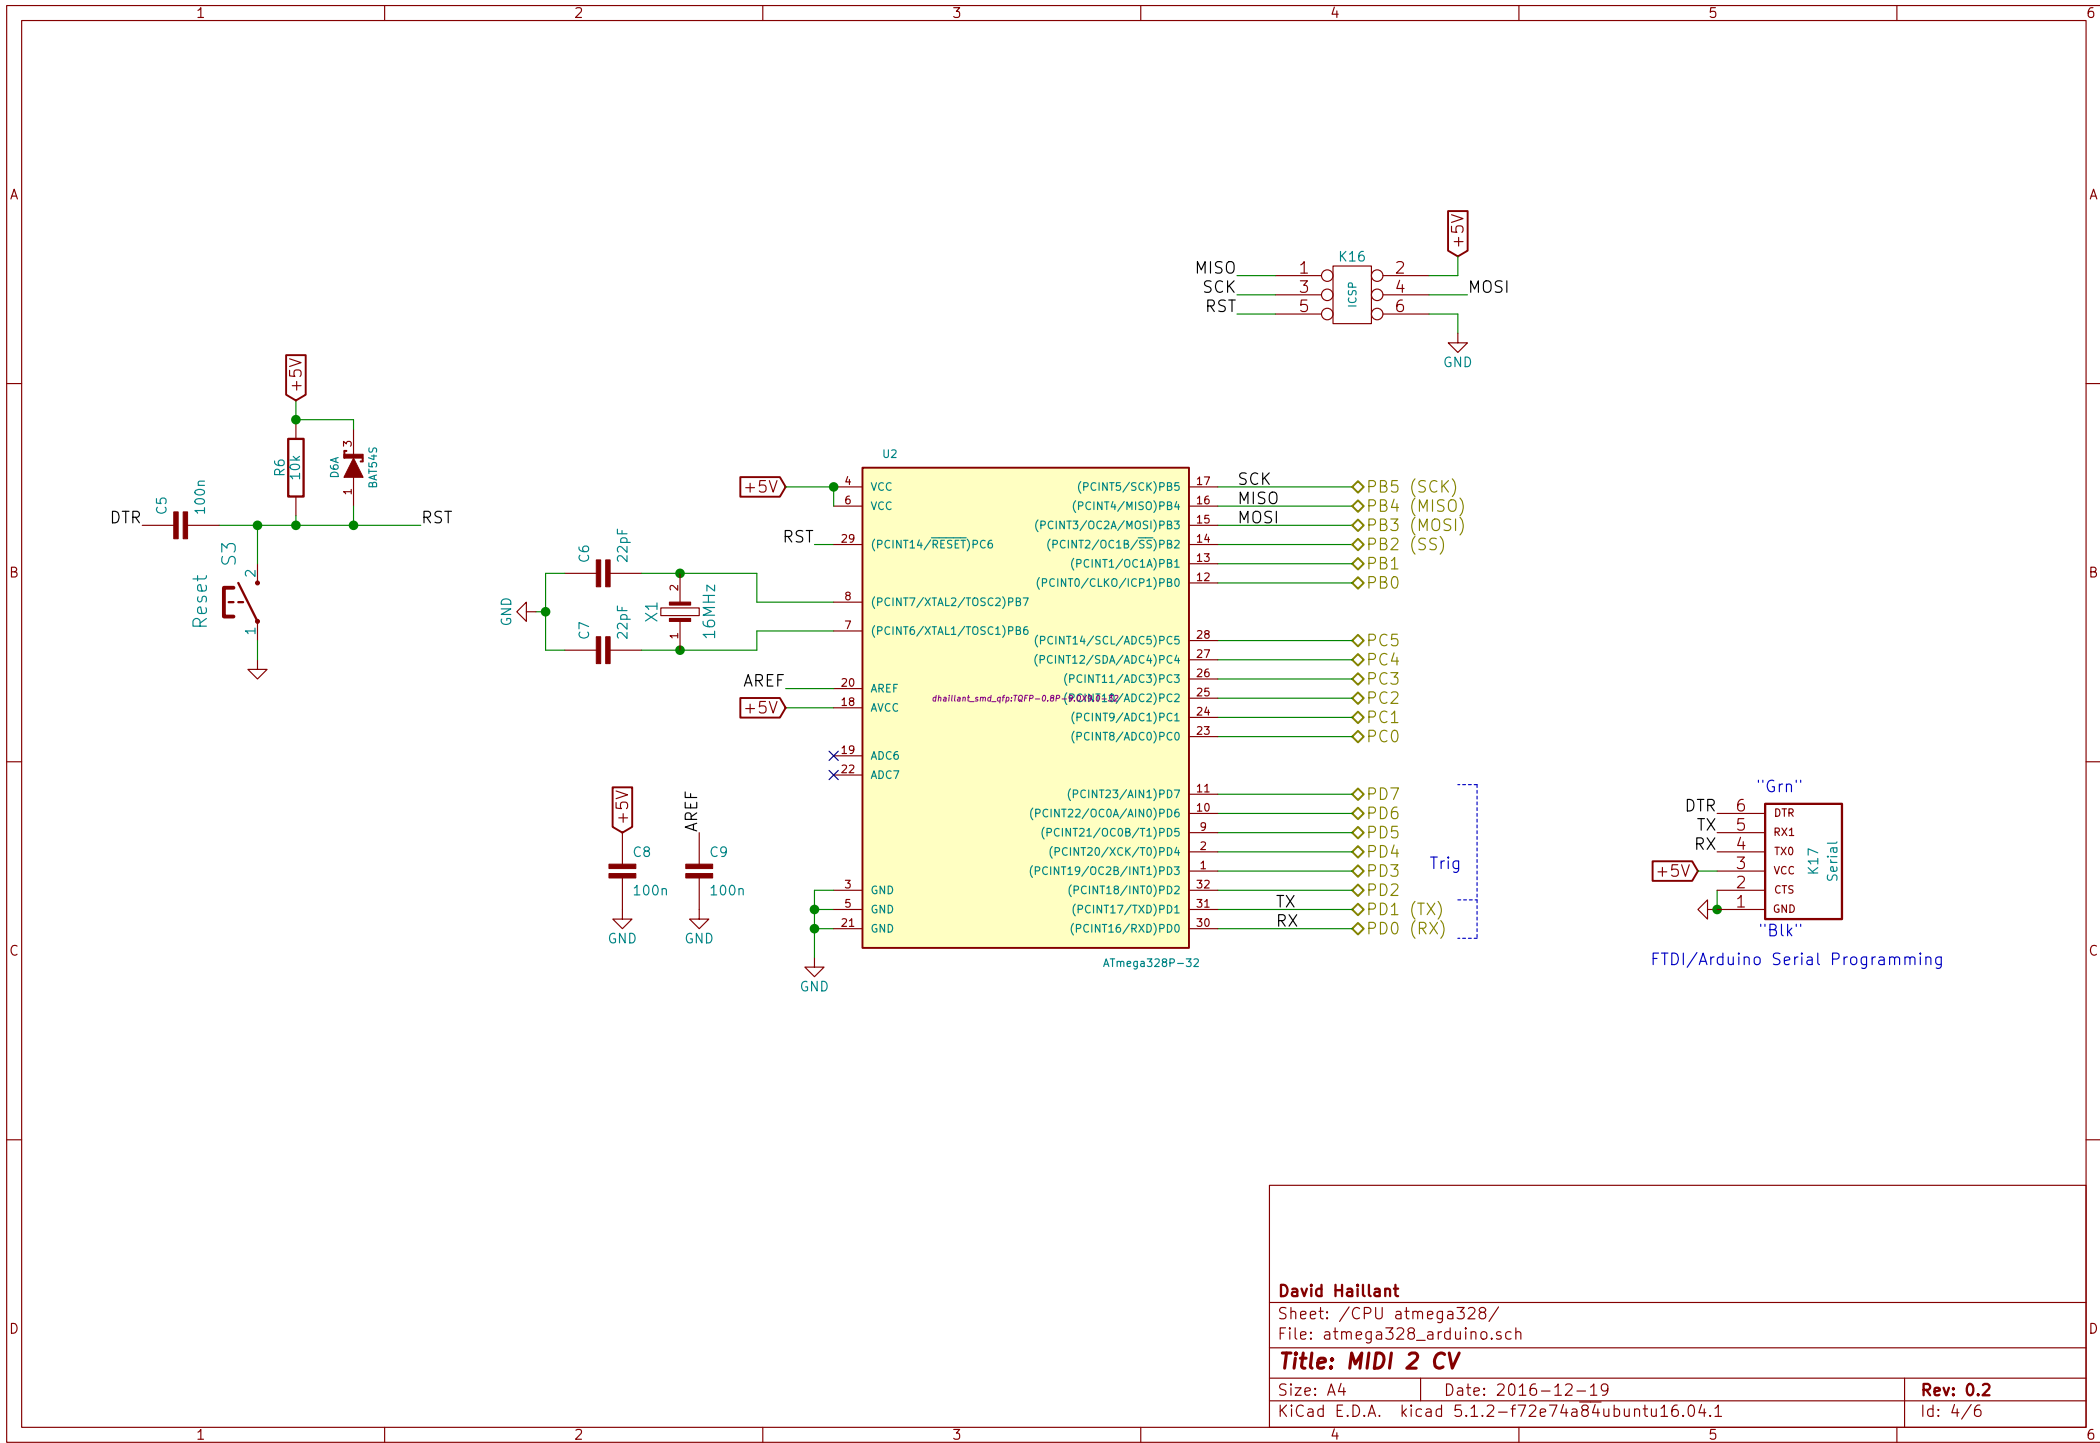 1 2 3 4 5 6
A A
B B
C C
D D
1 2 3 4 5 6
+5V
K16
MISO 1 2
SCK 3 4 MOSI
RST 5 6
ICSP
GND
+5V
R6
10k
3
D6A
BAT54S
1
C5
100n
DTR
RST
S3
2
Reset
1
U2
+5V 4 VCC
6 VCC
RST 29 (PCINT14/RESET)PC6
8 (PCINT7/XTAL2/TOSC2)PB7
7 (PCINT6/XTAL1/TOSC1)PB6
AREF 20 AREF
+5V 18 AVCC
19 ADC6
22 ADC7
3 GND
5 GND
21 GND
GND
C6
22pF
C7
22pF
GND
X1
2
1
16MHz
+5V
C8
100n
GND
AREF
C9
100n
GND
(PCINT5/SCK)PB5 17 SCK PB5 (SCK)
(PCINT4/MISO)PB4 16 MISO PB4 (MISO)
(PCINT3/OC2A/MOSI)PB3 15 MOSI PB3 (MOSI)
(PCINT2/OC1B/SS)PB2 14 PB2 (SS)
(PCINT1/OC1A)PB1 13 PB1
(PCINT0/CLKO/ICP1)PB0 12 PB0
(PCINT14/SCL/ADC5)PC5 28 PC5
(PCINT12/SDA/ADC4)PC4 27 PC4
(PCINT11/ADC3)PC3 26 PC3
/ADC2)PC2 25 PC2
(PCINT9/ADC1)PC1 24 PC1
(PCINT8/ADC0)PC0 23 PC0
(PCINT23/AIN1)PD7 11 PD7
(PCINT22/OC0A/AIN0)PD6 10 PD6
(PCINT21/OC0B/T1)PD5 9 PD5
(PCINT20/XCK/T0)PD4 2 PD4
(PCINT19/OC2B/INT1)PD3 1 PD3
(PCINT18/INT0)PD2 32 PD2
(PCINT17/TXD)PD1 31 TX PD1 (TX)
(PCINT16/RXD)PD0 30 RX PD0 (RX)
Trig
ATmega328P-32
"Grn"
DTR 6 DTR
TX 5 RX1
RX 4 TX0
+5V 3 VCC
2 CTS
1 GND
K17
Serial
"Blk"
FTDI/Arduino Serial Programming
David Haillant
Sheet: /CPU atmega328/
File: atmega328_arduino.sch
Title: MIDI 2 CV
Size: A4 Date: 2016-12-19 Rev: 0.2
KiCad E.D.A. kicad 5.1.2-f72e74a84ubuntu16.04.1 Id: 4/6